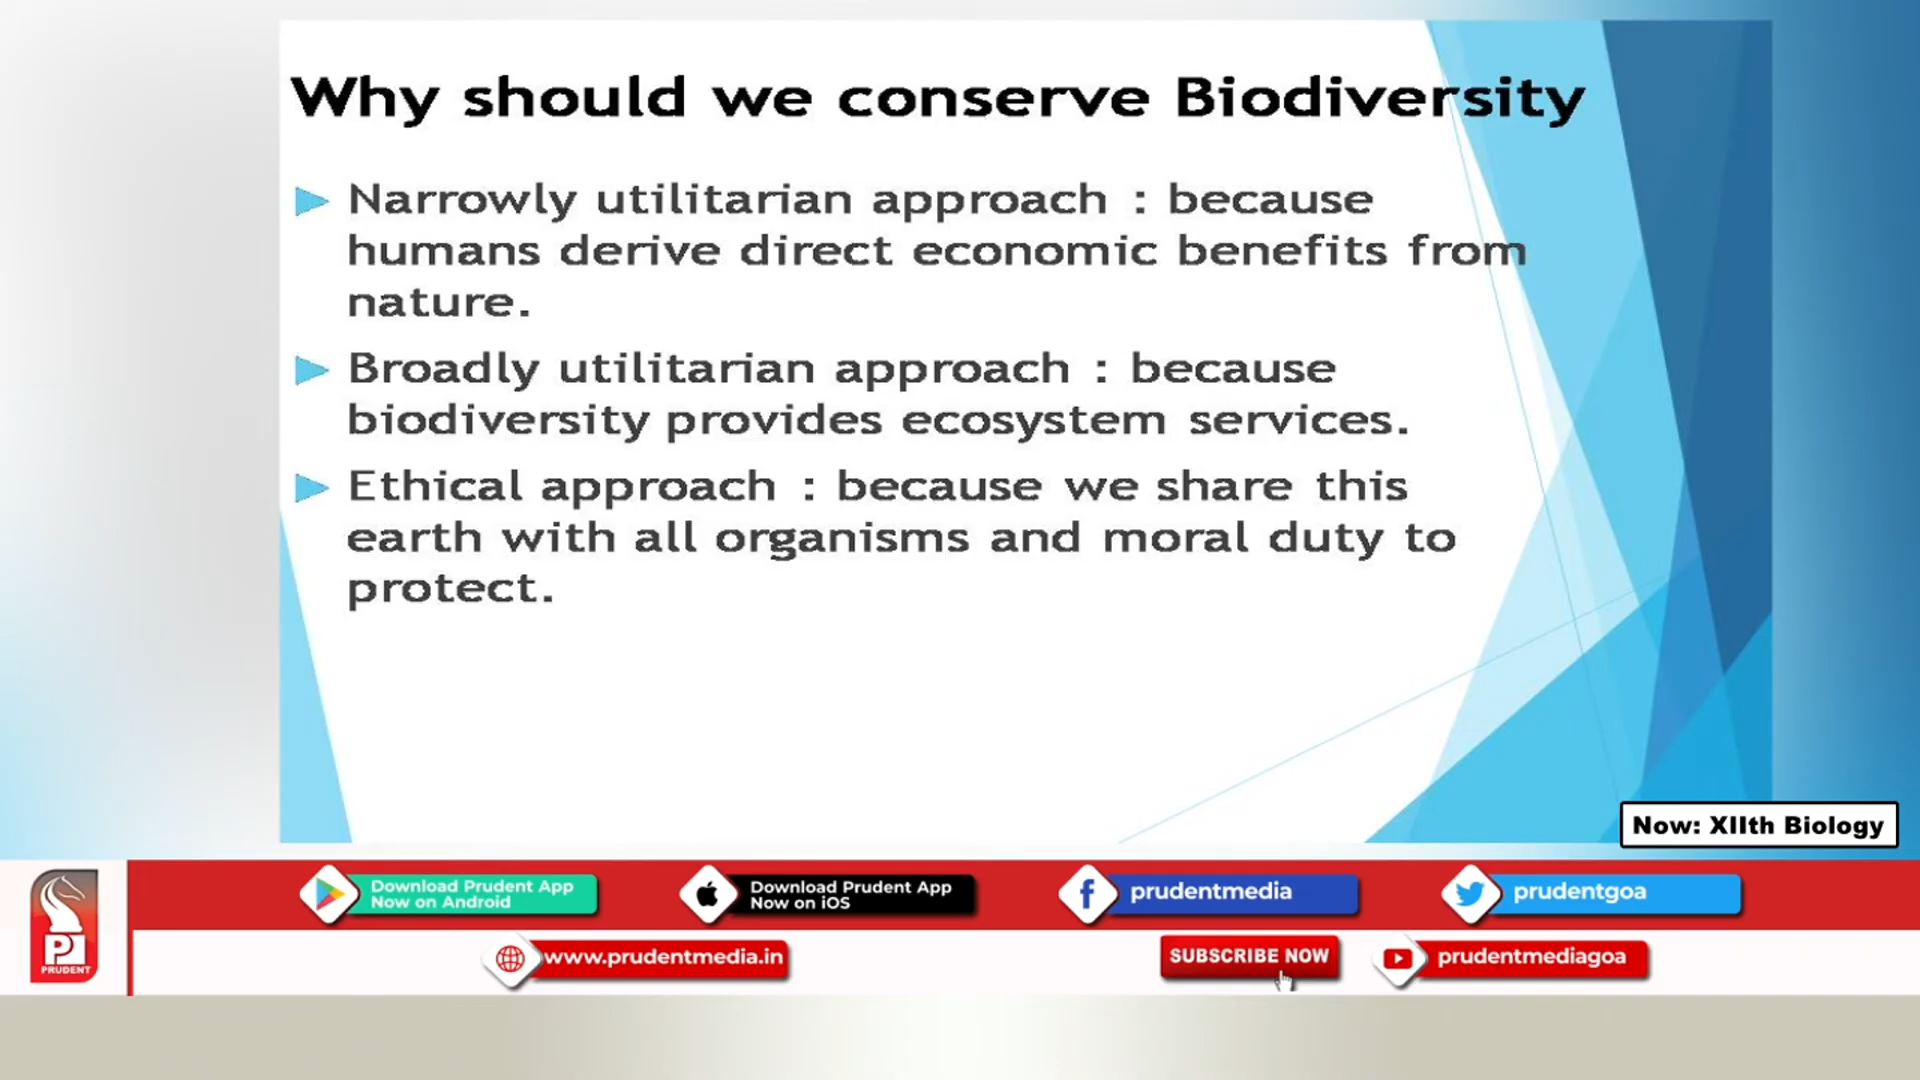 Why should we conserve Biodiversity
Narrowly utilitarian approach : because
humans derive direct economic benefits from
nature.
Broadly utilitarian approach : because
biodiversity provides ecosystem services.
Ethical approach : because we share this
earth with all organisms and moral duty to
protect.
Now: XIIth Biology
Download Prudent App
Now on Android
Download Prudent App
Now on iOS
prudentmedia
prudentgoa
PRUDENT
www.prudentmedia.in
SUBSCRIBE NOW
prudentmediagoa